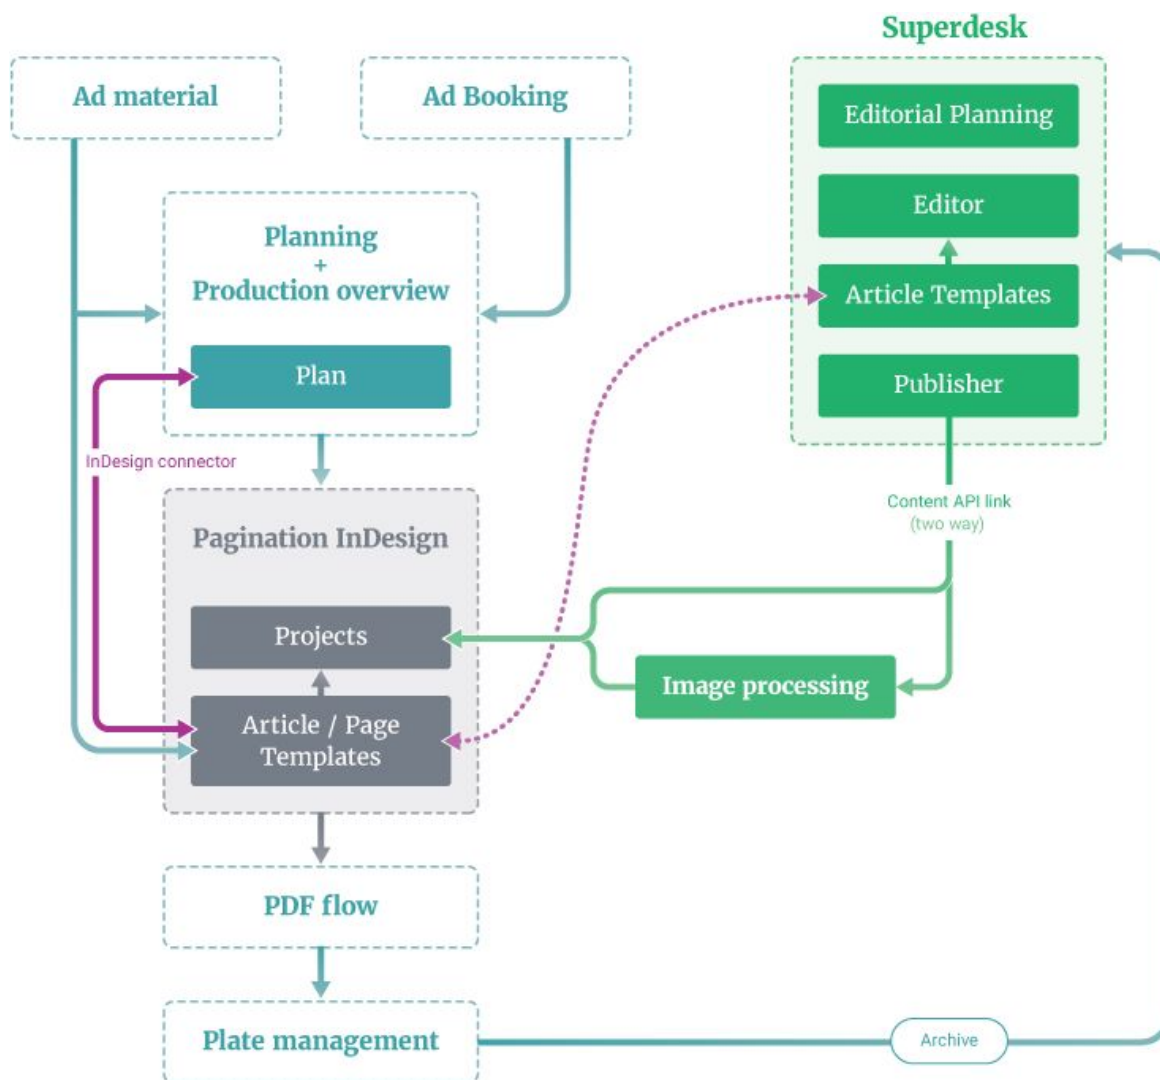 Superdesk
Ad material
Ad Booking
Editorial Planning
Editor
Planning
+
Production overview
Article Templates
Plan
Publisher
InDesign connector
Content API link
(two way)
Pagination InDesign
Projects
Image processing
Article / Page
Templates
PDF flow
Plate management
Archive